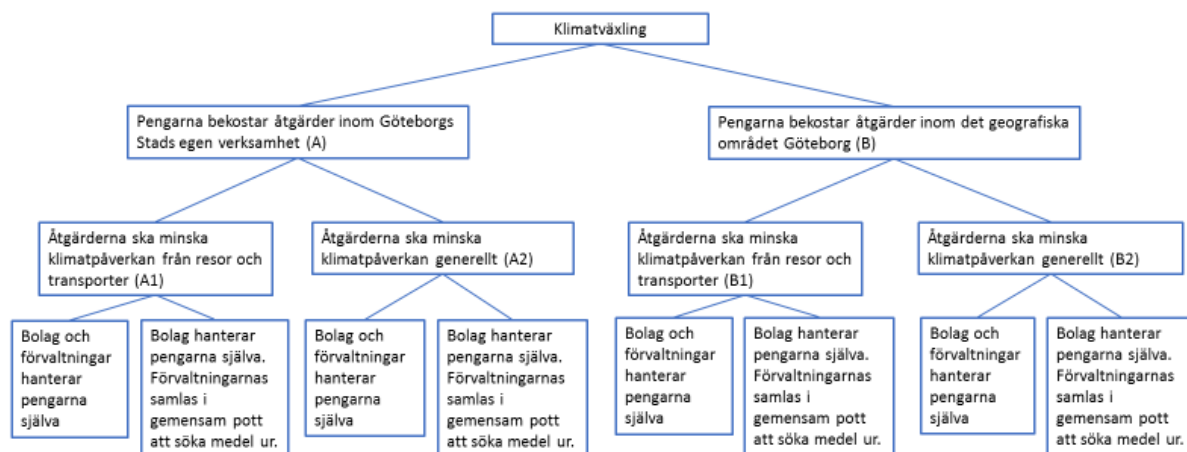 Klimatväxling
Pengarna bekostar åtgärder inom Göteborgs
Stads egen verksamhet (A)
Pengarna bekostar åtgärder inom det geografiska
området Göteborg (B)
Åtgärderna ska minska
klimatpåverkan från resor och
transporter (A1)
Åtgärderna ska minska
klimatpåverkan generellt (A2)
Åtgärderna ska minska
klimatpåverkan från resor och
transporter (B1)
Åtgärderna ska minska
klimatpåverkan generellt (B2)
Bolag och
förvaltningar
hanterar
pengarna
själva
Bolag hanterar
pengarna själva.
Förvaltningarnas
samlas i
gemensam pott
att söka medel ur.
Bolag och
förvaltningar
hanterar
pengarna
själva
Bolag hanterar
pengarna själva.
Förvaltningarnas
samlas i
gemensam pott
att söka medel ur.
Bolag och
förvaltningar
hanterar
pengarna
själva
Bolag hanterar
pengarna själva.
Förvaltningarnas
samlas i
gemensam pott
att söka medel ur.
Bolag och
förvaltningar
hanterar
pengarna
själva
Bolag hanterar
pengarna själva.
Förvaltningarnas
samlas i
gemensam pott
att söka medel ur.